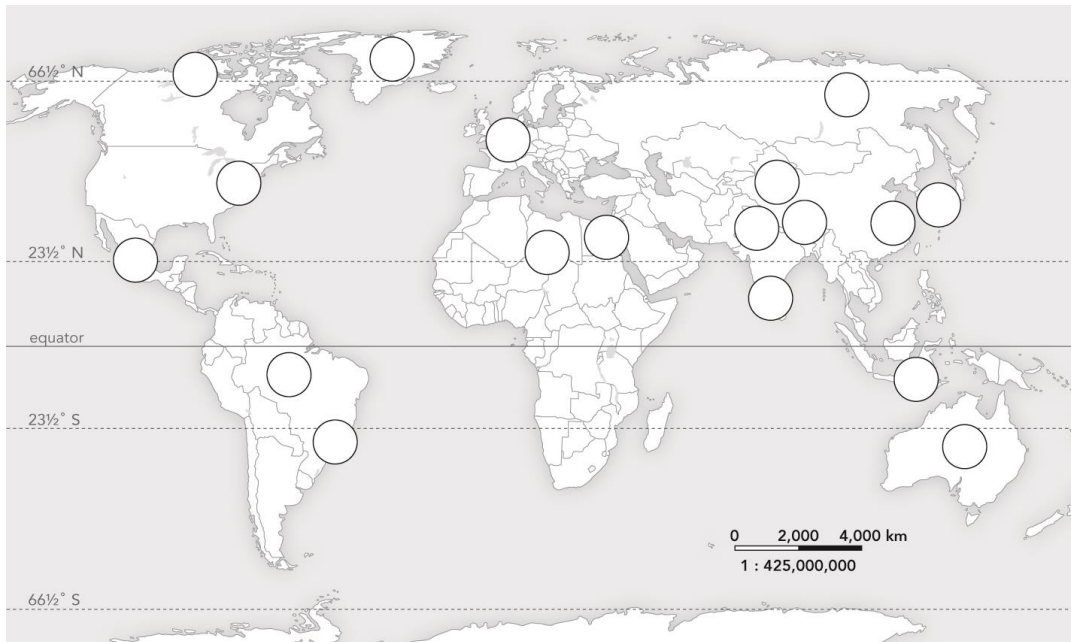 66½° N
23½° N
equator
23½° S
0 2,000 4,000 km
1 : 425,000,000
66½° S